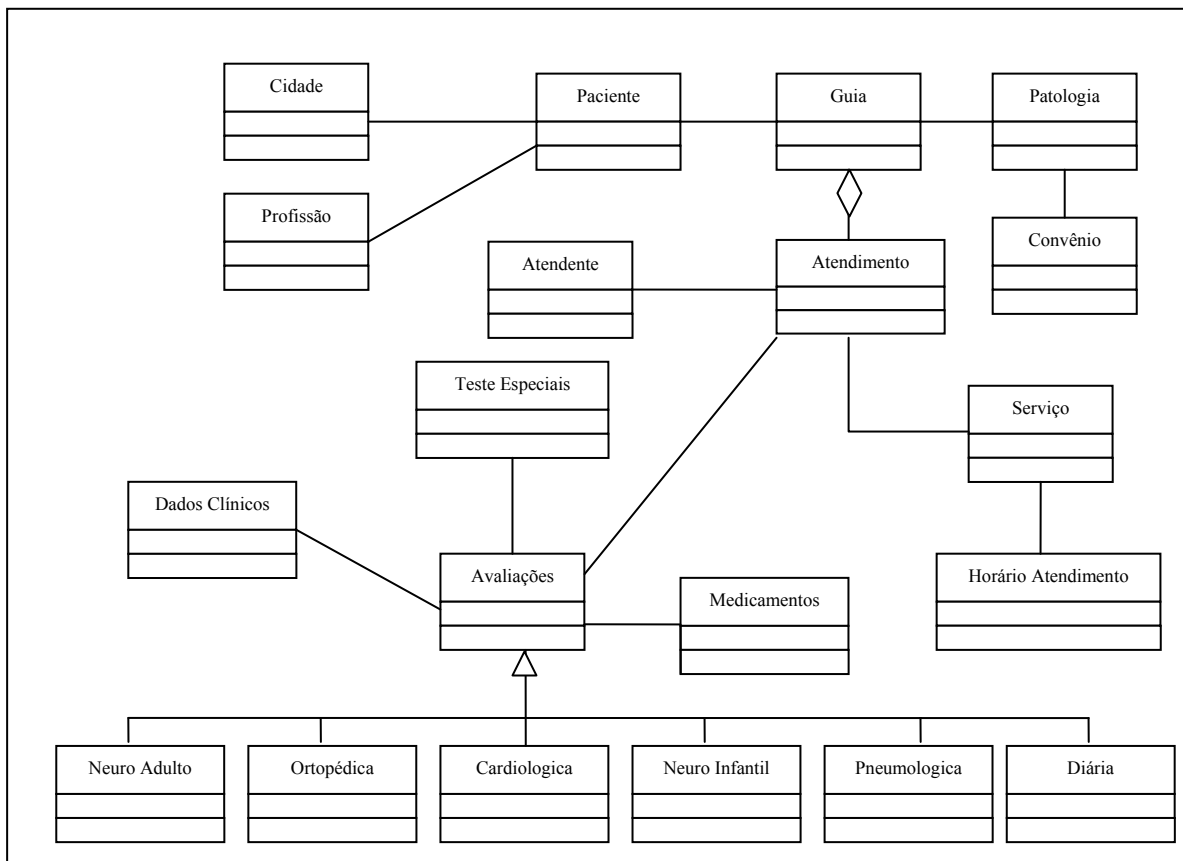 Cidade
Paciente
Guia
Patologia
Profissão
Convênio
Atendente
Atendimento
Teste Especiais
Serviço
Dados Clínicos
Avaliações
Medicamentos
Horário Atendimento
Neuro Adulto
Ortopédica
Cardiologica
Neuro Infantil
Pneumologica
Diária